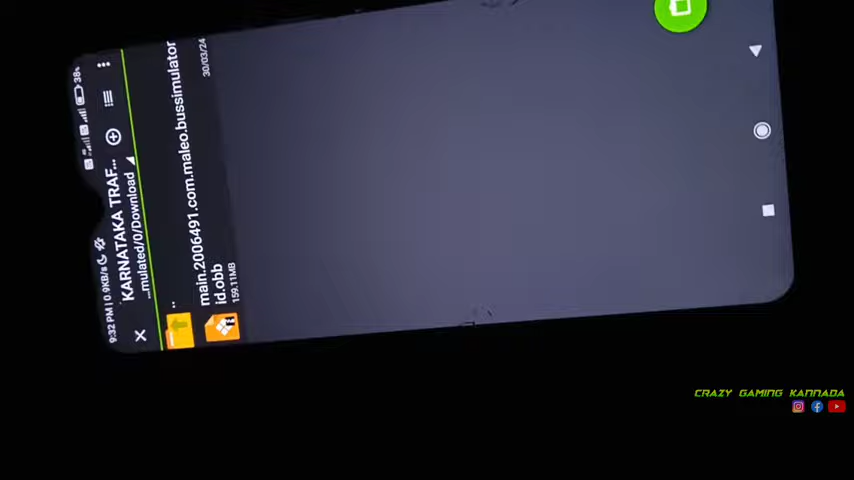 9:32 PM | 0.9KB/s
38%
KARNATAKA TRAF...
...mulated/0/Download
..
main.2006491.com.maleo.bussimulator
id.obb
159.11MB
30/03/24
CRAZY GAMING KANNADA